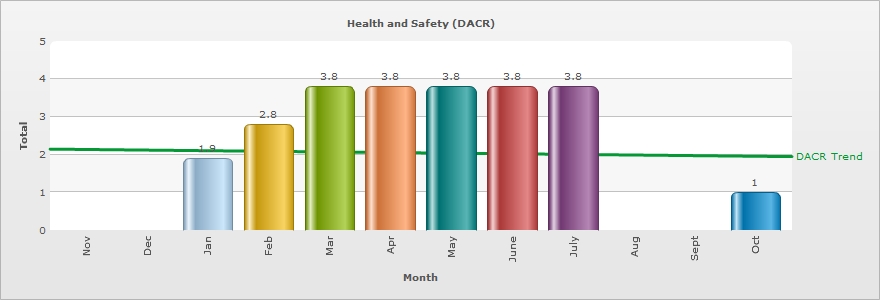 Health and Safety (DACR)
5
4
3
2
1
0
Total
3.8 3.8 3.8 3.8 3.8
2.8
1.9
1
DACR Trend
Nov Dec Jan Feb Mar Apr May June July Aug Sept Oct
Month